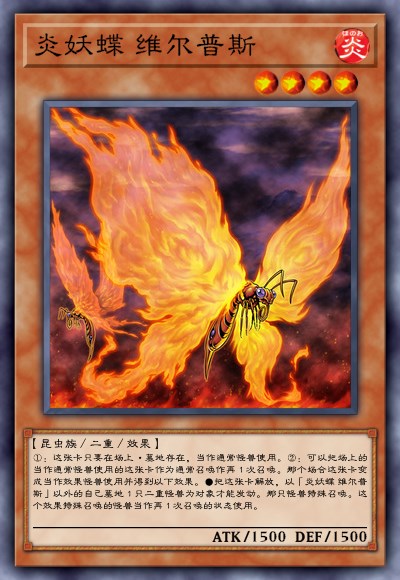 炎妖蝶 维尔普斯
ほのお
炎
【昆虫族/二重/效果】
①：这张卡只要在场上·墓地存在，当作通常怪兽使用。②：可以把场上的
当作通常怪兽使用的这张卡作为通常召唤作再1次召唤。那个场合这张卡变
成当作效果怪兽使用并得到以下效果。●把这张卡解放，以「炎妖蝶 维尔普
斯」以外的自己墓地1只二重怪兽为对象才能发动。那只怪兽特殊召唤。这
个效果特殊召唤的怪兽当作再1次召唤的状态使用。
ATK/1500 DEF/1500